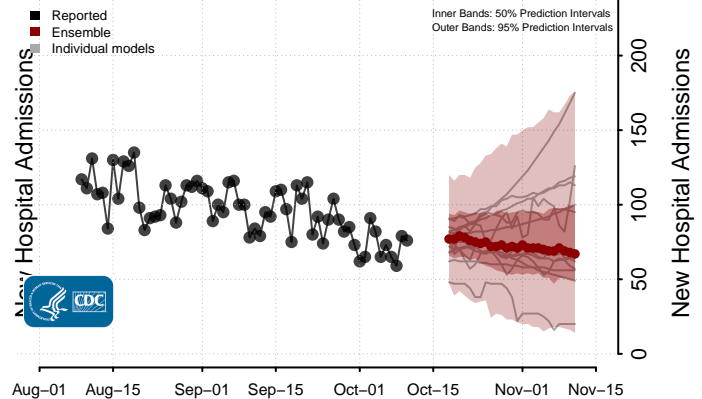 Reported
Ensemble
Individual models
Inner Bands: 50% Prediction Intervals
Outer Bands: 95% Prediction Intervals
New Hospital Admissions
CDC
0
50
100
150
200
New Hospital Admissions
Aug–01
Aug–15
Sep–01
Sep–15
Oct–01
Oct–15
Nov–01
Nov–15